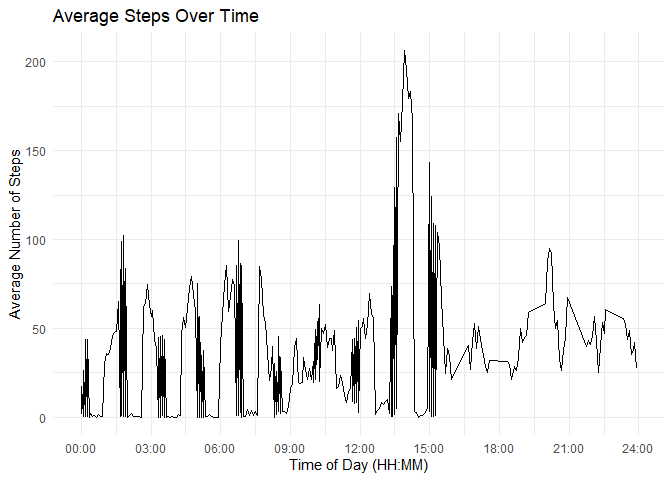 Average Steps Over Time
Average Number of Steps
200
150
100
50
0
00:00 03:00 06:00 09:00 12:00 15:00 18:00 21:00 24:00
Time of Day (HH:MM)